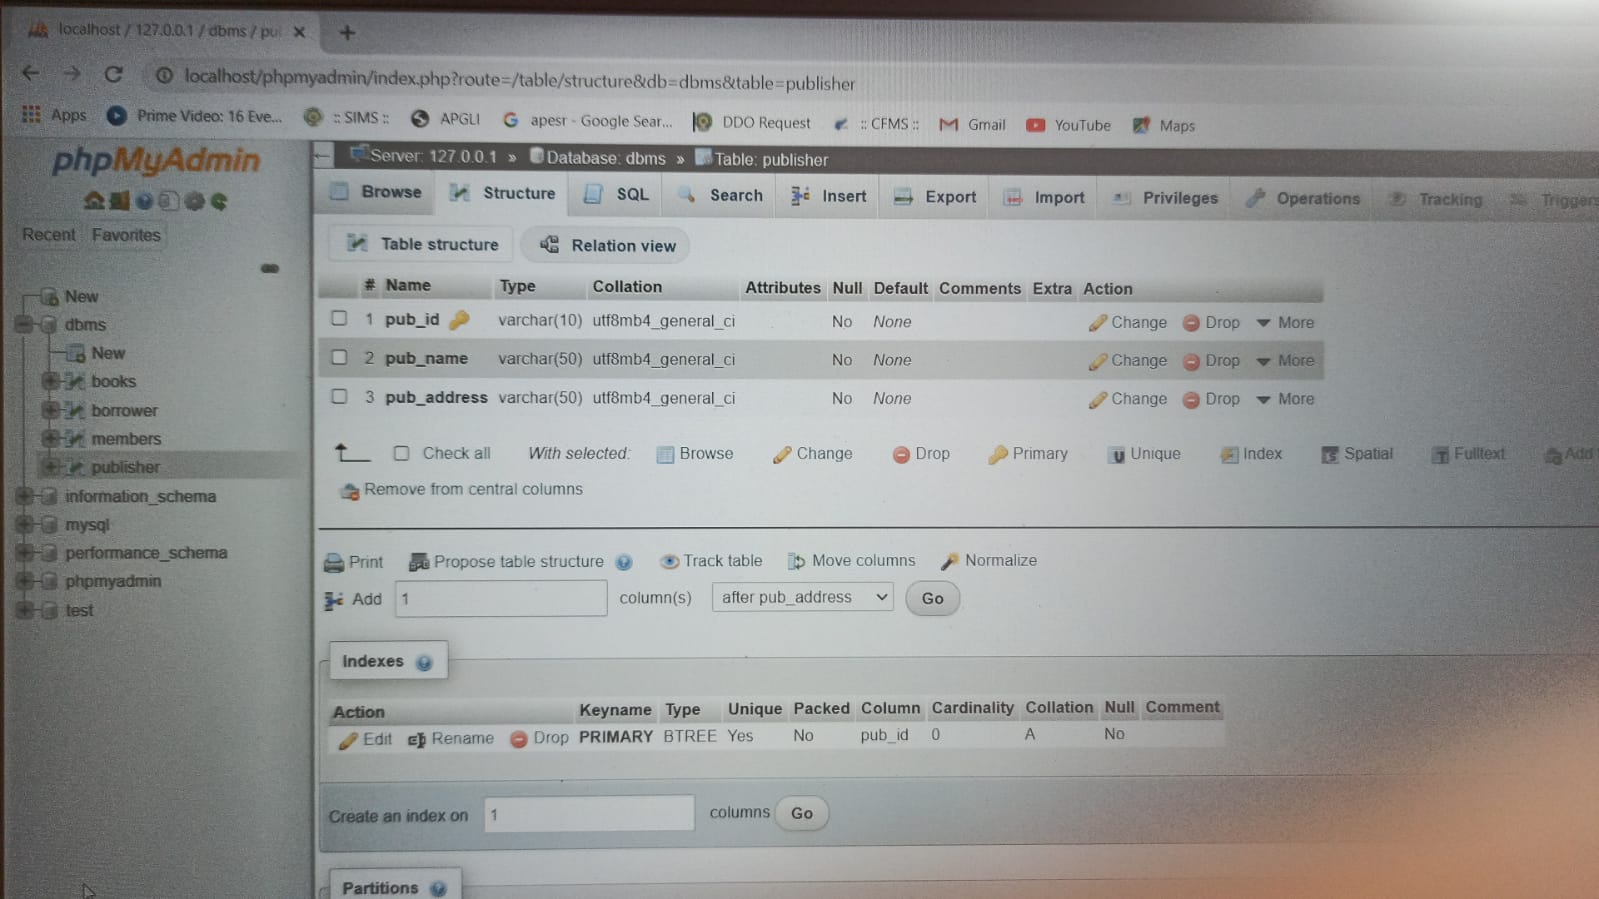 localhost / 127.0.0.1 / dbms / pu
localhost/phpmyadmin/index.php?route=/table/structure&db=dbms&table=publisher
Apps Prime Video: 16 Eve... :: SIMS :: APGLI apesr - Google Sear... DDO Request :: CFMS :: Gmail YouTube Maps
phpMyAdmin
Recent Favorites
New
dbms
New
books
borrower
members
publisher
information_schema
mysql
performance_schema
phpmyadmin
test
Server: 127.0.0.1 » Database: dbms » Table: publisher
Browse Structure SQL Search Insert Export Import Privileges Operations Tracking Triggers
Table structure Relation view
# Name Type Collation Attributes Null Default Comments Extra Action
1 pub_id varchar(10) utf8mb4_general_ci No None Change Drop More
2 pub_name varchar(50) utf8mb4_general_ci No None Change Drop More
3 pub_address varchar(50) utf8mb4_general_ci No None Change Drop More
Check all With selected: Browse Change Drop Primary Unique Index Spatial Fulltext Add
Remove from central columns
Print Propose table structure Track table Move columns Normalize
Add 1 column(s) after pub_address Go
Indexes
Action Keyname Type Unique Packed Column Cardinality Collation Null Comment
Edit Rename Drop PRIMARY BTREE Yes No pub_id 0 A No
Create an index on 1 columns Go
Partitions